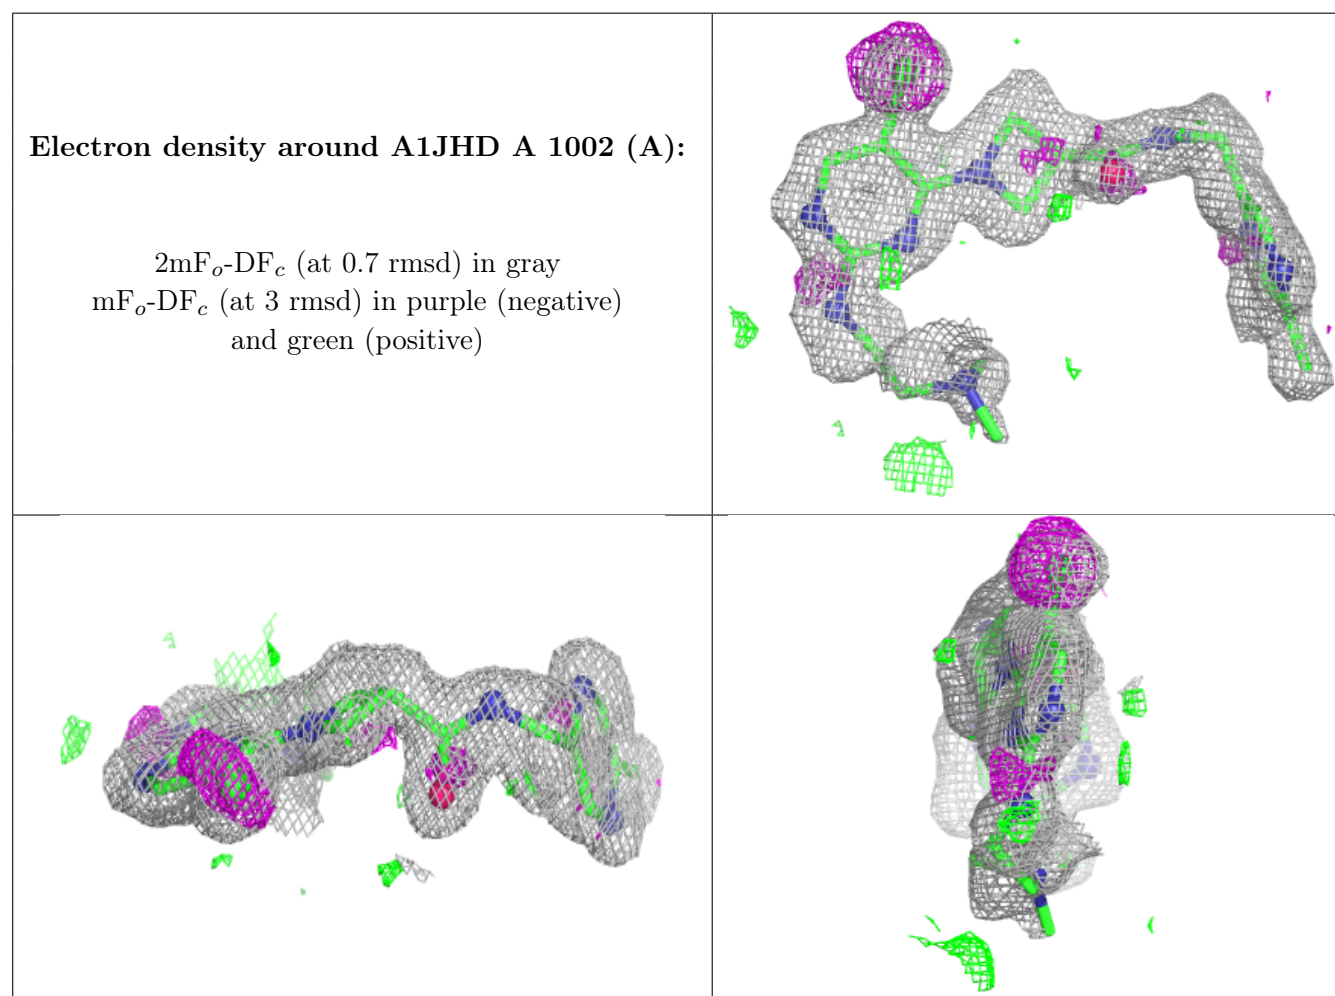 Electron density around A1JHD A 1002 (A):
2mFo-DFc (at 0.7 rmsd) in gray
mFo-DFc (at 3 rmsd) in purple (negative)
and green (positive)